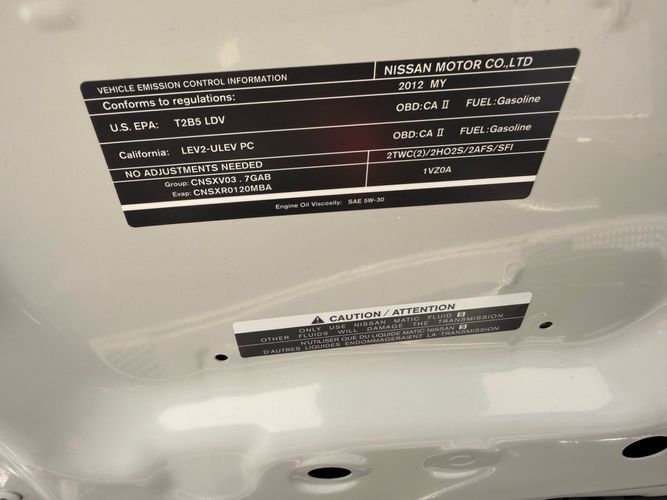 VEHICLE EMISSION CONTROL INFORMATION
NISSAN MOTOR CO.,LTD
Conforms to regulations:
2012 MY
U.S. EPA: T2B5 LDV
OBD:CA II FUEL:Gasoline
California: LEV2-ULEV PC
OBD:CA II FUEL:Gasoline
NO ADJUSTMENTS NEEDED
2TWC(2)/2HO2S/2AFS/SFI
Group: CNSXV03.7GAB
Evap: CNSXR0120MBA
1VZ0A
Engine Oil Viscosity: SAE 5W-30
CAUTION / ATTENTION
ONLY USE NISSAN MATIC FLUID S
OTHER FLUIDS WILL DAMAGE THE TRANSMISSION
N'UTILISER QUE DU LIQUIDE MATIC NISSAN S
D'AUTRES LIQUIDES ENDOMMAGERAIENT LA TRANSMISSION